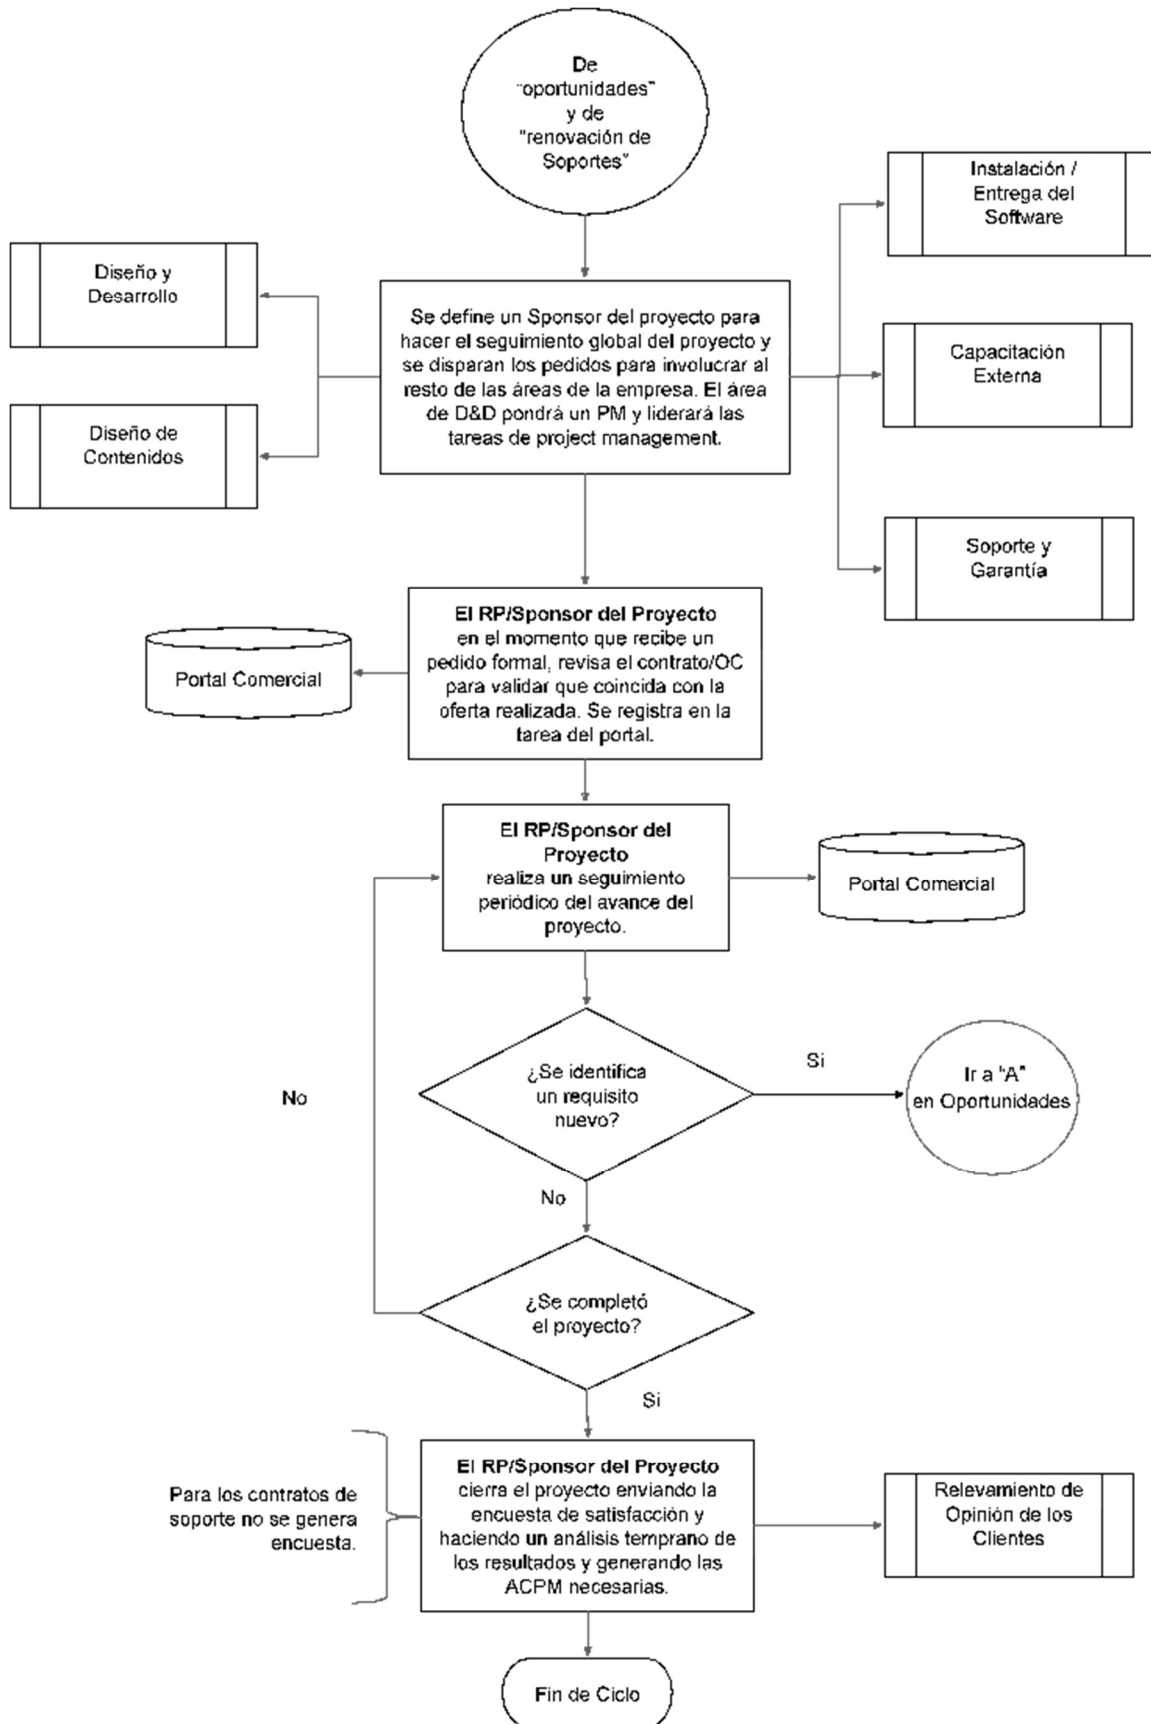 De
"oportunidades"
y de
"renovación de
Soportes"
Instalación /
Entrega del
Software
Diseño y
Desarrollo
Se define un Sponsor del proyecto para
hacer el seguimiento global del proyecto y
se disparan los pedidos para involucrar al
resto de las áreas de la empresa. El área
de D&D pondrá un PM y liderará las
tareas de project management.
Capacitación
Externa
Diseño de
Contenidos
Soporte y
Garantía
El RP/Sponsor del Proyecto
en el momento que recibe un
pedido formal, revisa el contrato/OC
para validar que coincida con la
oferta realizada. Se registra en la
tarea del portal.
Portal Comercial
El RP/Sponsor del
Proyecto
realiza un seguimiento
periódico del avance del
proyecto.
Portal Comercial
¿Se identifica
un requisito
nuevo?
Si
Ir a "A"
en Oportunidades
No
No
¿Se completó
el proyecto?
Si
El RP/Sponsor del Proyecto
cierra el proyecto enviando la
encuesta de satisfacción y
haciendo un análisis temprano de
los resultados y generando las
ACPM necesarias.
Para los contratos de
soporte no se genera
encuesta.
Relevamiento de
Opinión de los
Clientes
Fin de Ciclo